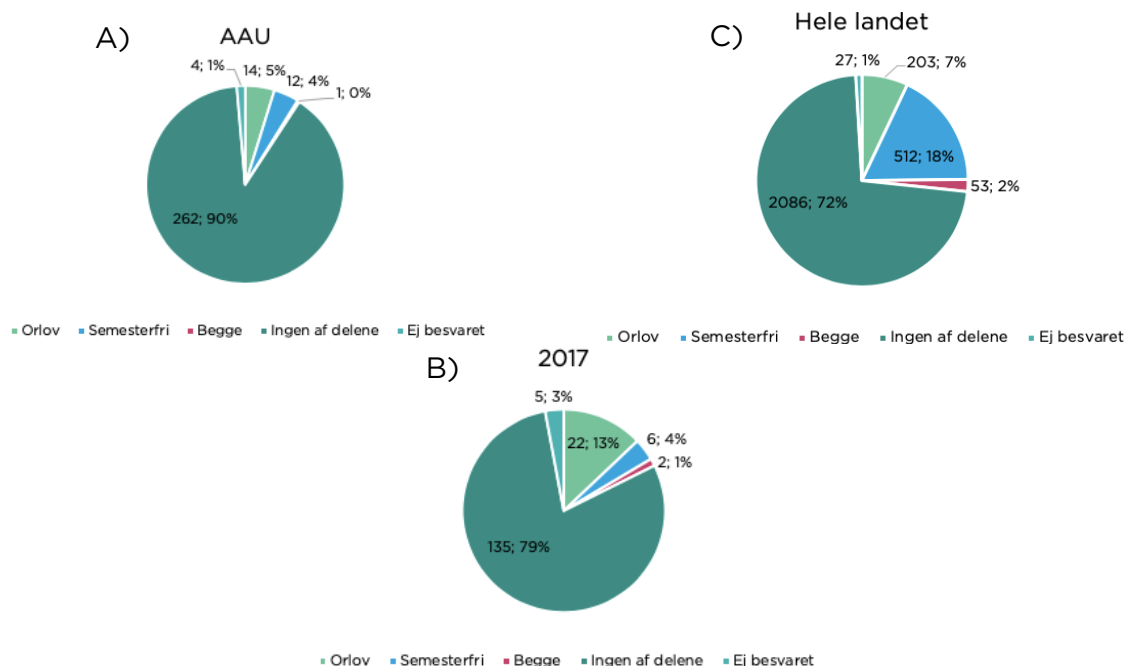 A)
AAU
4; 1%
14; 5%
12; 4%
1; 0%
262; 90%
Orlov Semesterfri Begge Ingen af delene Ej besvaret
C)
Hele landet
27; 1%
203; 7%
512; 18%
53; 2%
2086; 72%
Orlov Semesterfri Begge Ingen af delene Ej besvaret
B)
2017
5; 3%
22; 13%
6; 4%
2; 1%
135; 79%
Orlov Semesterfri Begge Ingen af delene Ej besvaret